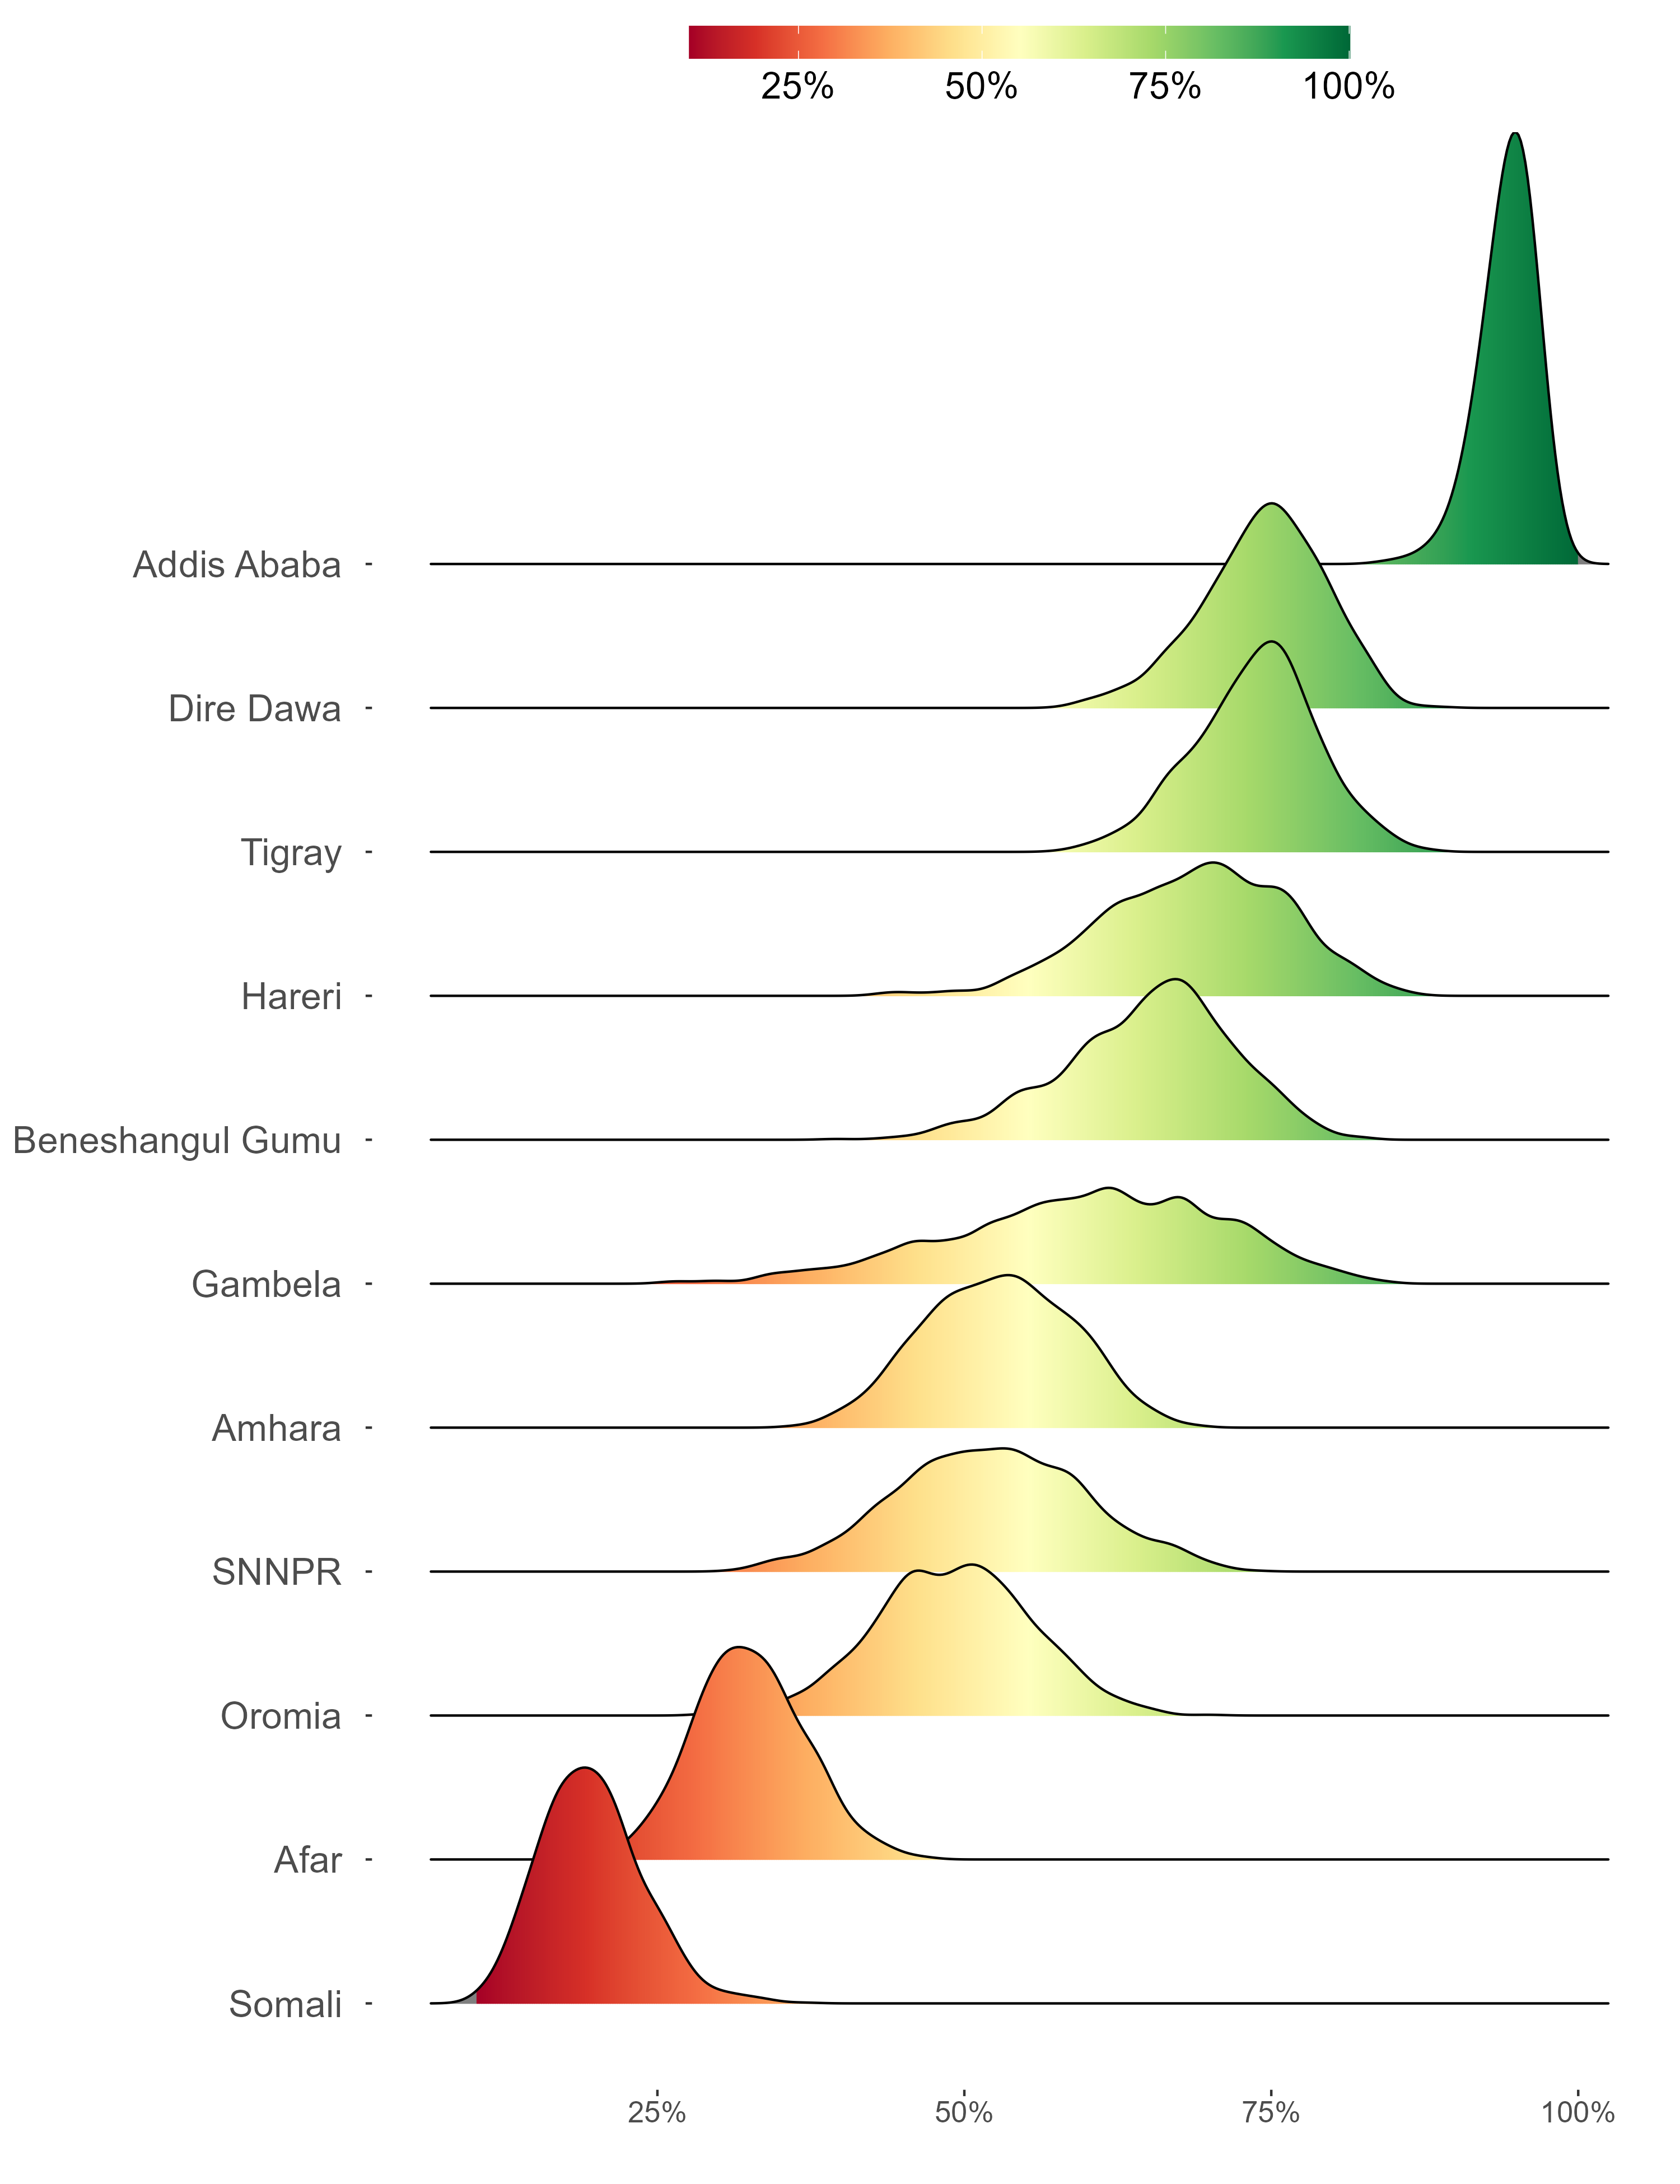 25% 50% 75% 100%
Addis Ababa
Dire Dawa
Tigray
Hareri
Beneshangul Gumu
Gambela
Amhara
SNNPR
Oromia
Afar
Somali
25% 50% 75% 100%